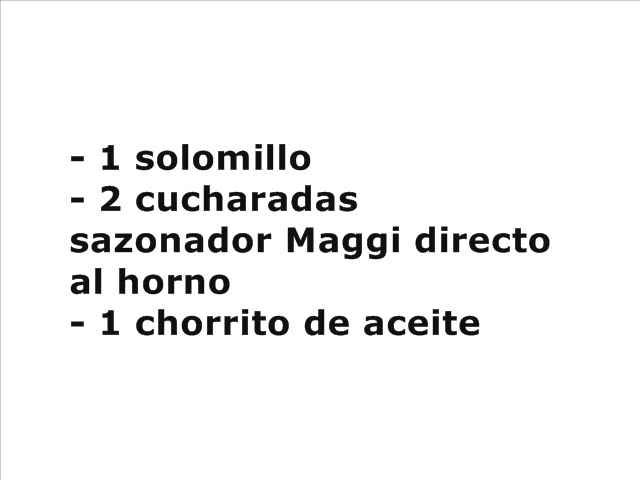 - 1 solomillo
- 2 cucharadas
sazonador Maggi directo
al horno
- 1 chorrito de aceite